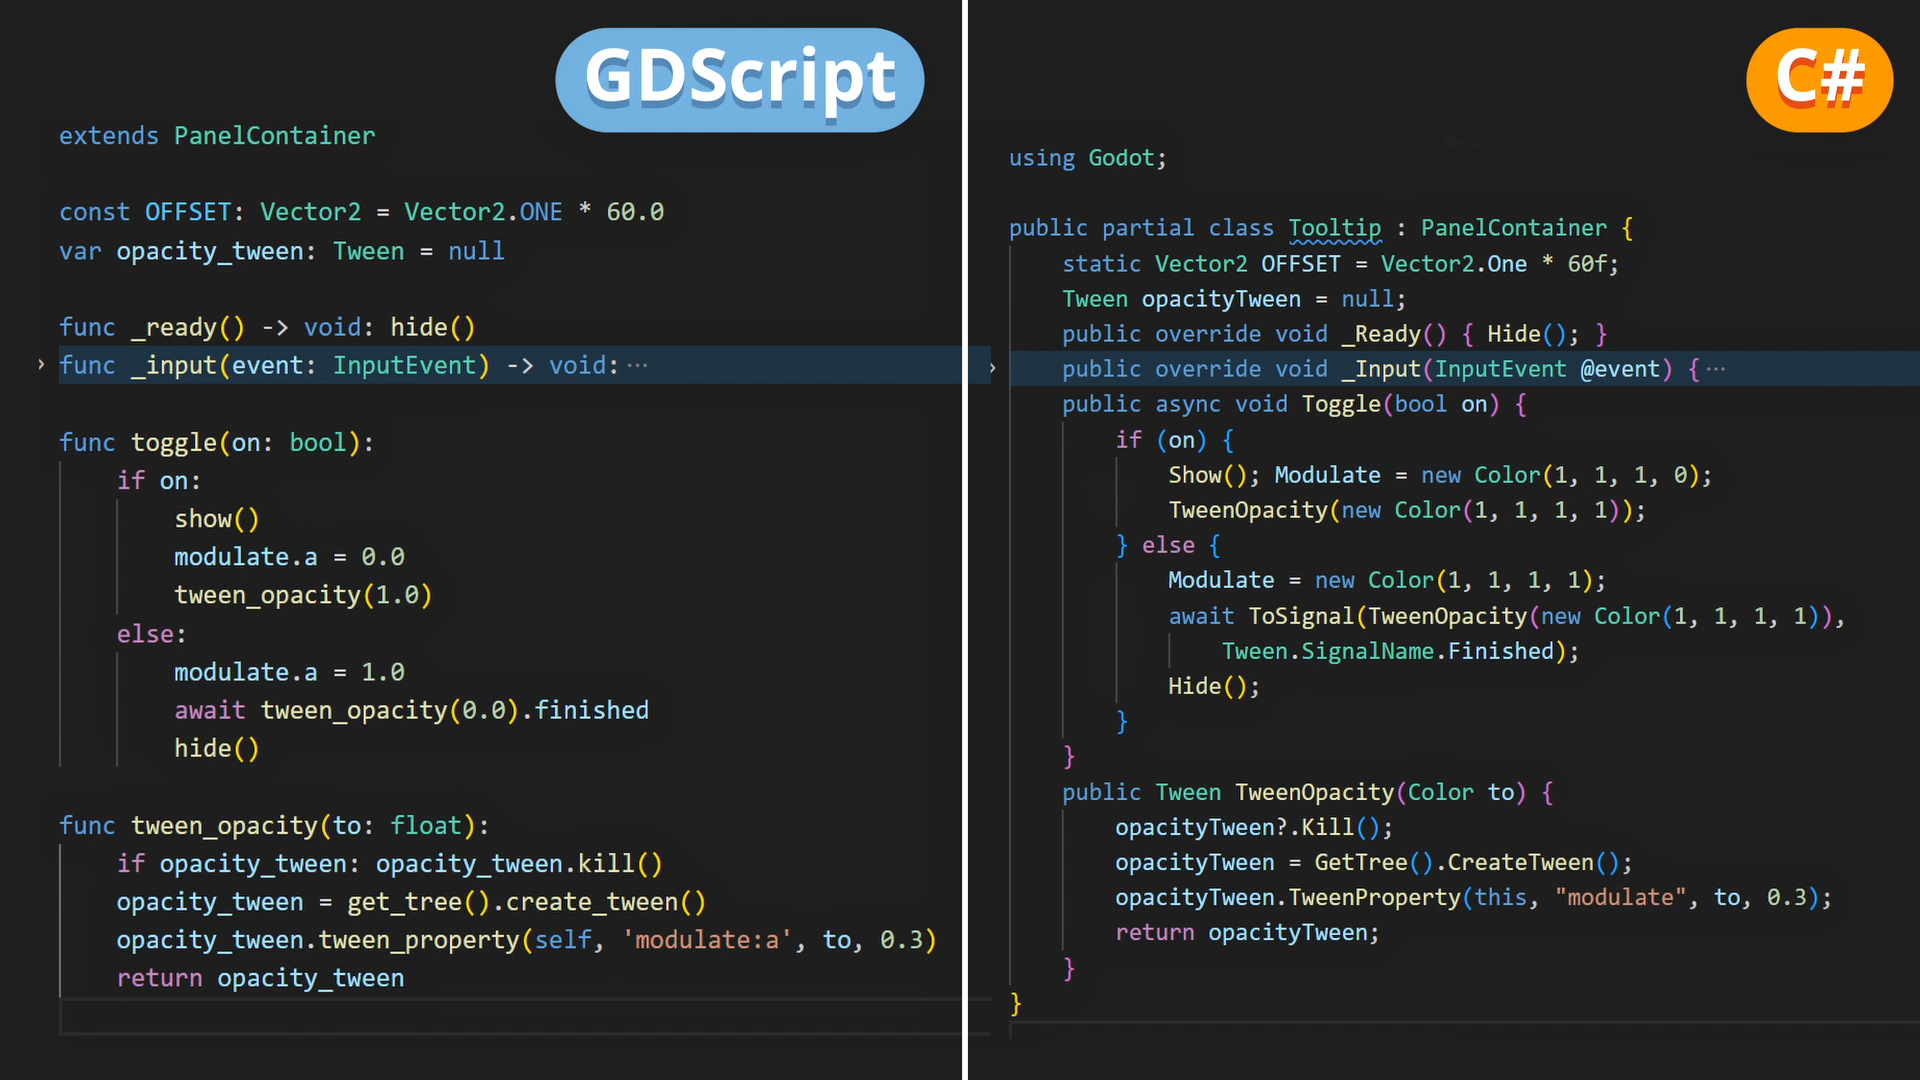 GDScript
extends PanelContainer
const OFFSET: Vector2 = Vector2.ONE * 60.0
var opacity_tween: Tween = null
func _ready() -> void: hide()
func _input(event: InputEvent) -> void:···
func toggle(on: bool):
if on:
show()
modulate.a = 0.0
tween_opacity(1.0)
else:
modulate.a = 1.0
await tween_opacity(0.0).finished
hide()
func tween_opacity(to: float):
if opacity_tween: opacity_tween.kill()
opacity_tween = get_tree().create_tween()
opacity_tween.tween_property(self, 'modulate:a', to, 0.3)
return opacity_tween
C#
using Godot;
public partial class Tooltip : PanelContainer {
static Vector2 OFFSET = Vector2.One * 60f;
Tween opacityTween = null;
public override void _Ready() { Hide(); }
public override void _Input(InputEvent @event) {···
public async void Toggle(bool on) {
if (on) {
Show(); Modulate = new Color(1, 1, 1, 0);
TweenOpacity(new Color(1, 1, 1, 1));
} else {
Modulate = new Color(1, 1, 1, 1);
await ToSignal(TweenOpacity(new Color(1, 1, 1, 1)),
Tween.SignalName.Finished);
Hide();
}
}
public Tween TweenOpacity(Color to) {
opacityTween?.Kill();
opacityTween = GetTree().CreateTween();
opacityTween.TweenProperty(this, "modulate", to, 0.3);
return opacityTween;
}
}